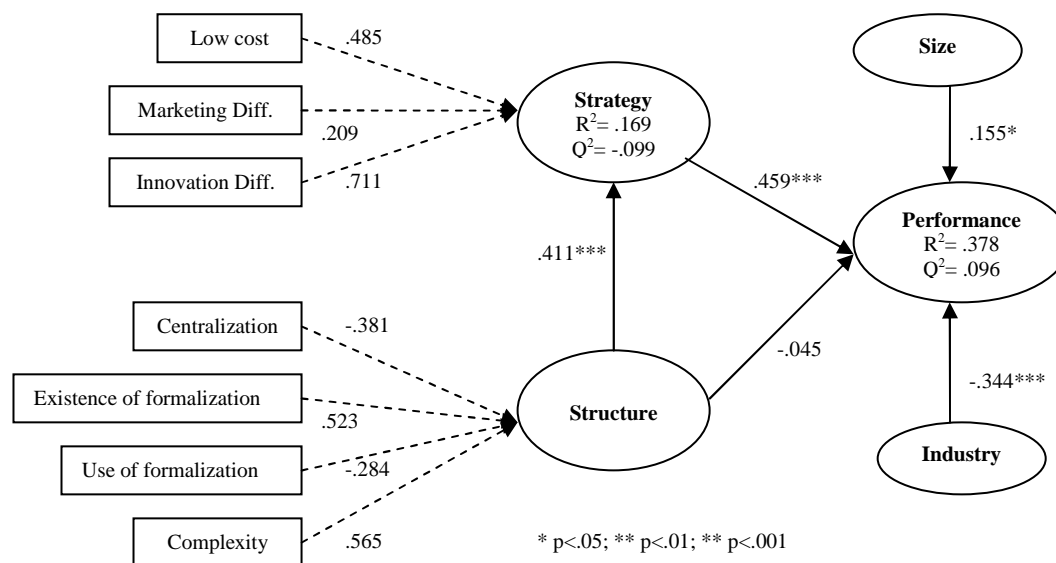 Low cost
.485
Marketing Diff.
.209
Innovation Diff.
.711
Strategy
R²= .169
Q²= -.099
Size
.155*
.459***
Performance
R²= .378
Q²= .096
.411***
Centralization
-.381
Existence of formalization
.523
Use of formalization
-.284
Complexity
.565
Structure
-.045
-.344***
Industry
* p<.05; ** p<.01; ** p<.001